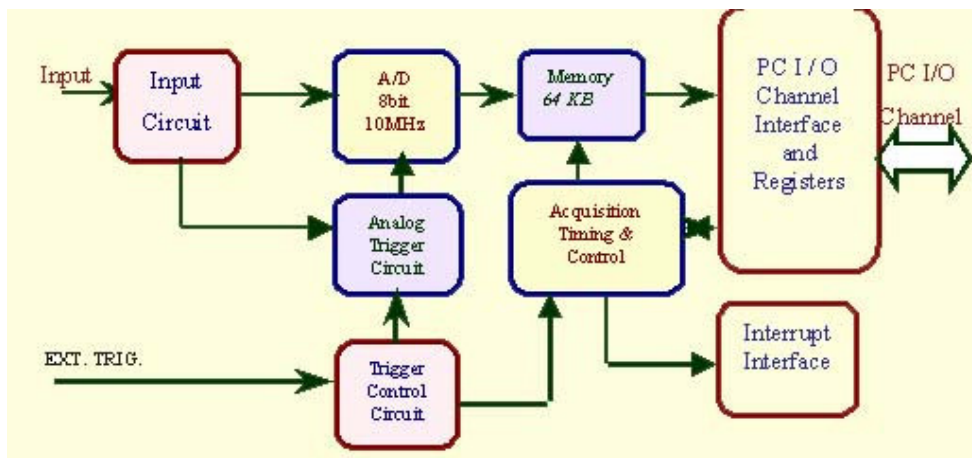 Input
Input
Circuit
A/D
8bit
10MHz
Memory
64 KB
PC I / O
Channel
Interface
and
Registers
PC I/O
Channel
Analog
Trigger
Circuit
Acquisition
Timing &
Control
EXT. TRIG.
Trigger
Control
Circuit
Interrupt
Interface